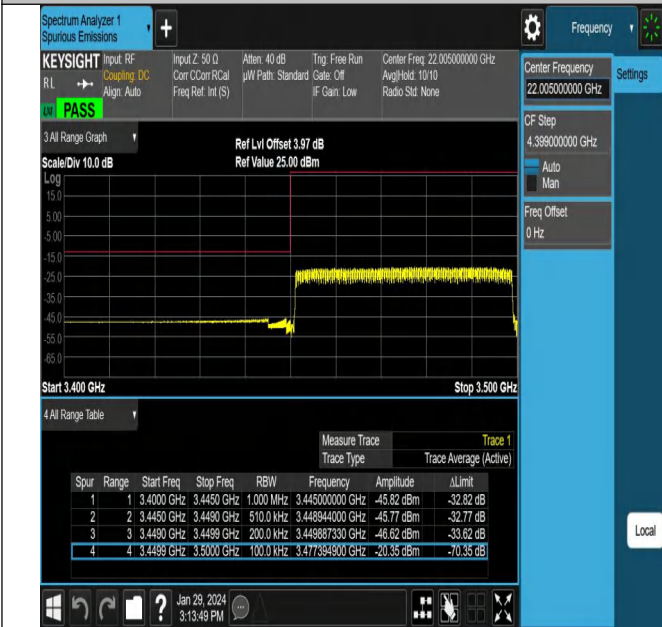 Spectrum Analyzer 1
Spurious Emissions
Frequency
KEYSIGHT Input: RF Input Z: 50 Ω Atten: 40 dB Trig: Free Run Center Freq: 22.005000000 GHz
RL Coupling: DC Corr CCorr RCal µW Path: Standard Gate: Off Avg|Hold: 10/10
Align: Auto Freq Ref: Int (S) IF Gain: Low Radio Std: None
PASS
Center Frequency
22.005000000 GHz
Settings
CF Step
4.399000000 GHz
Auto
Man
Freq Offset
0 Hz
3 All Range Graph
Ref Lvl Offset 3.97 dB
Scale/Div 10.0 dB Ref Value 25.00 dBm
Log
15.0
5.00
-5.00
-15.0
-25.0
-35.0
-45.0
-55.0
-65.0
Start 3.400 GHz Stop 3.500 GHz
4 All Range Table
Measure Trace Trace 1
Trace Type Trace Average (Active)
Spur Range Start Freq Stop Freq RBW Frequency Amplitude ΔLimit
1 1 3.4000 GHz 3.4450 GHz 1.000 MHz 3.445000000 GHz -45.82 dBm -32.82 dB
2 2 3.4450 GHz 3.4490 GHz 510.0 kHz 3.448944000 GHz -45.77 dBm -32.77 dB
3 3 3.4490 GHz 3.4499 GHz 200.0 kHz 3.449887330 GHz -46.62 dBm -33.62 dB
4 4 3.4499 GHz 3.5000 GHz 100.0 kHz 3.477394900 GHz -20.35 dBm -70.35 dB
Local
Jan 29, 2024
3:13:49 PM